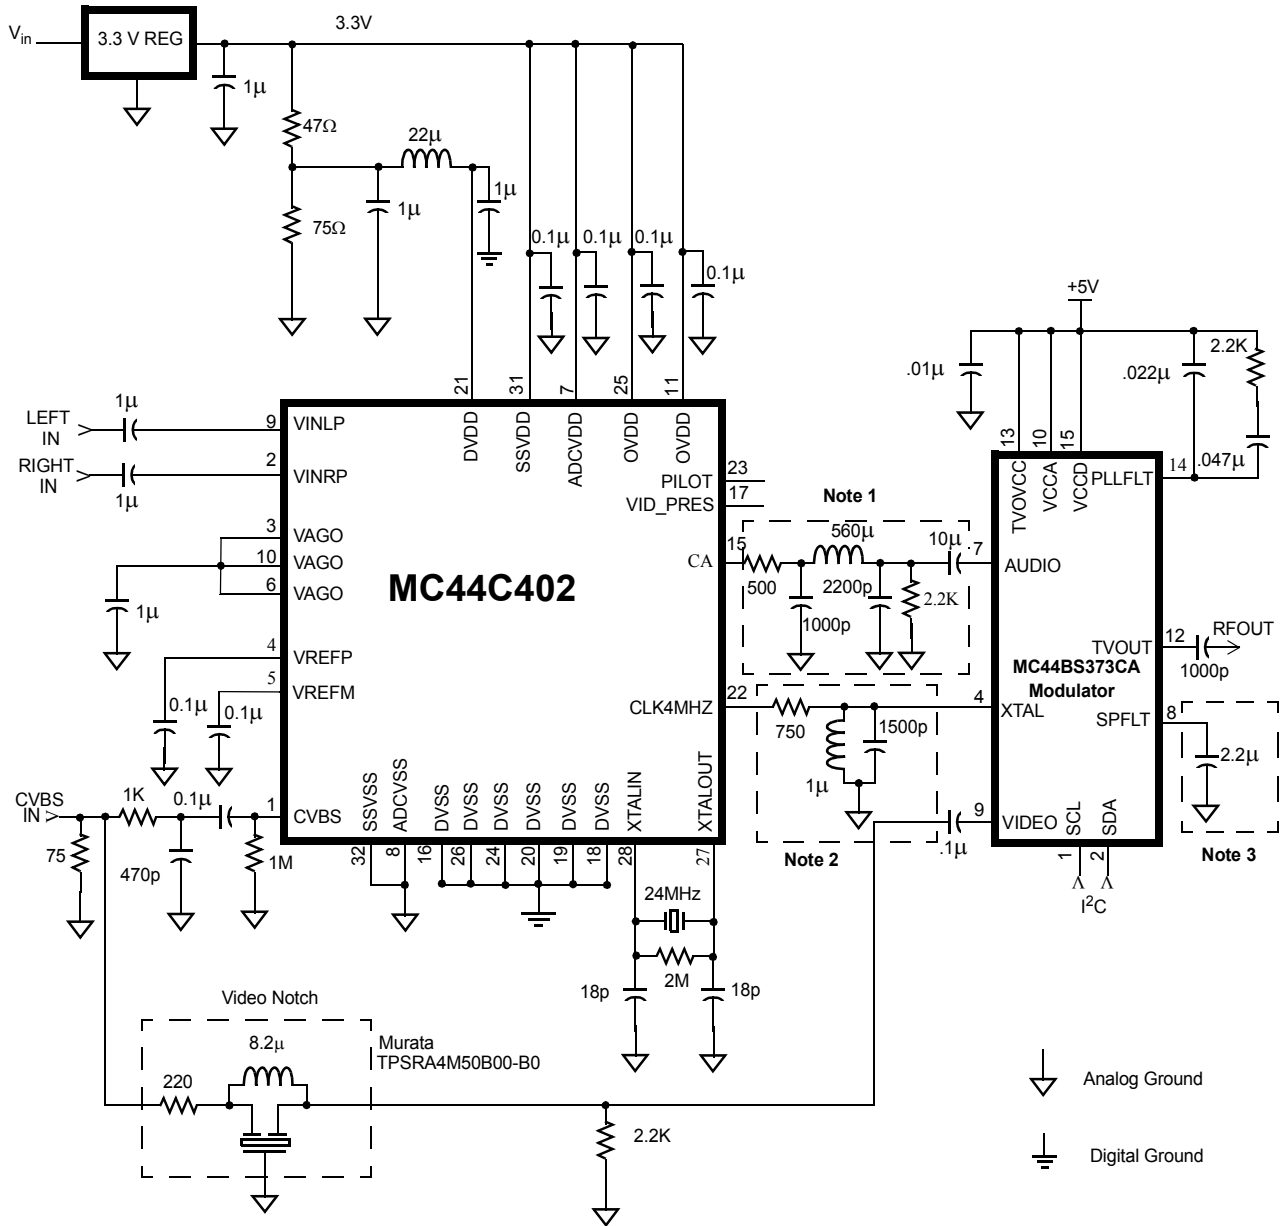 Vin
3.3 V REG
3.3V
1μ
47Ω
22μ
75Ω
1μ
1μ
0.1μ
0.1μ
0.1μ
0.1μ
+5V
.01μ
.022μ
2.2K
.047μ
21
31
7
25
11
DVDD
SSVDD
ADCVDD
OVDD
OVDD
LEFT
IN
1μ
9
VINLP
RIGHT
IN
1μ
2
VINRP
3
VAGO
10
VAGO
6
VAGO
1μ
4
VREFP
5
VREFM
0.1μ
0.1μ
CVBS
IN
1K
0.1μ
1
CVBS
75
470p
1M
MC44C402
PILOT
23
VID_PRES
17
CA
15
CLK4MHZ
22
SSVSS
ADCVSS
DVSS
DVSS
DVSS
DVSS
DVSS
DVSS
XTALIN
XTALOUT
32
8
16
26
24
20
19
18
28
27
24MHz
2M
18p
18p
Note 1
500
560μ
1000p
2200p
2.2K
10μ
Note 2
750
1μ
1500p
.1μ
13
10
15
TVOVCC
VCCA
VCCD
14
PLLFLT
7
AUDIO
TVOUT
12
RFOUT
1000p
MC44BS373CA
Modulator
4
XTAL
SPFLT
8
2.2μ
Note 3
9
VIDEO
SCL
SDA
1
2
I2C
Video Notch
220
8.2μ
Murata
TPSRA4M50B00-B0
2.2K
Analog Ground
Digital Ground